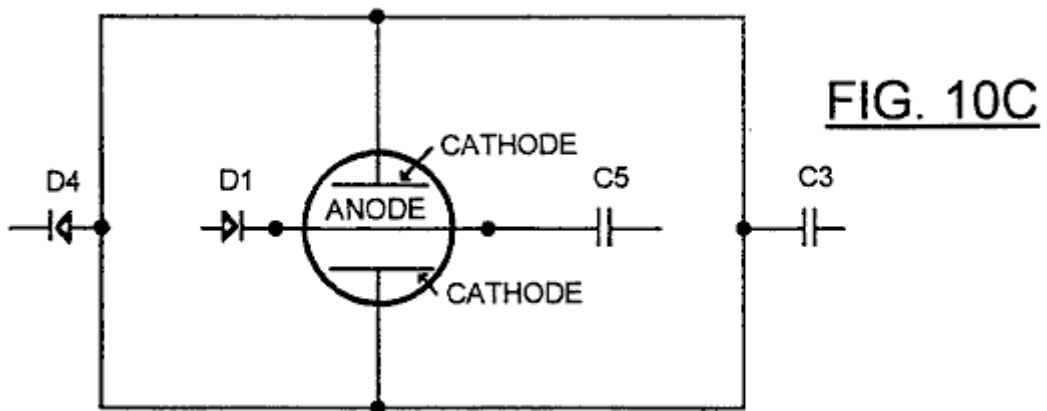 FIG. 10C
CATHODE
D4
D1
C5
C3
ANODE
CATHODE